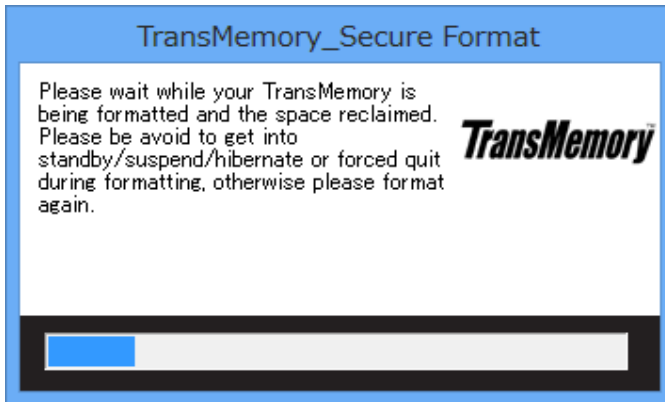 TransMemory_Secure Format
Please wait while your TransMemory is
being formatted and the space reclaimed.
Please be avoid to get into
standby/suspend/hibernate or forced quit
during formatting, otherwise please format
again.
TransMemory™